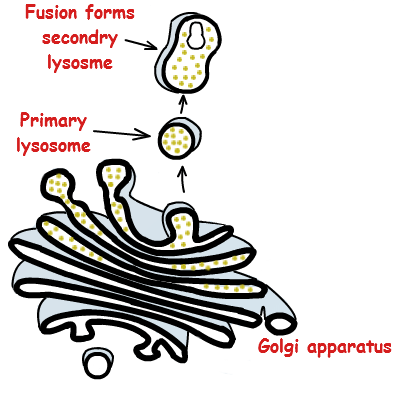 Fusion forms
secondry
lysosme
Primary
lysosome
Golgi apparatus